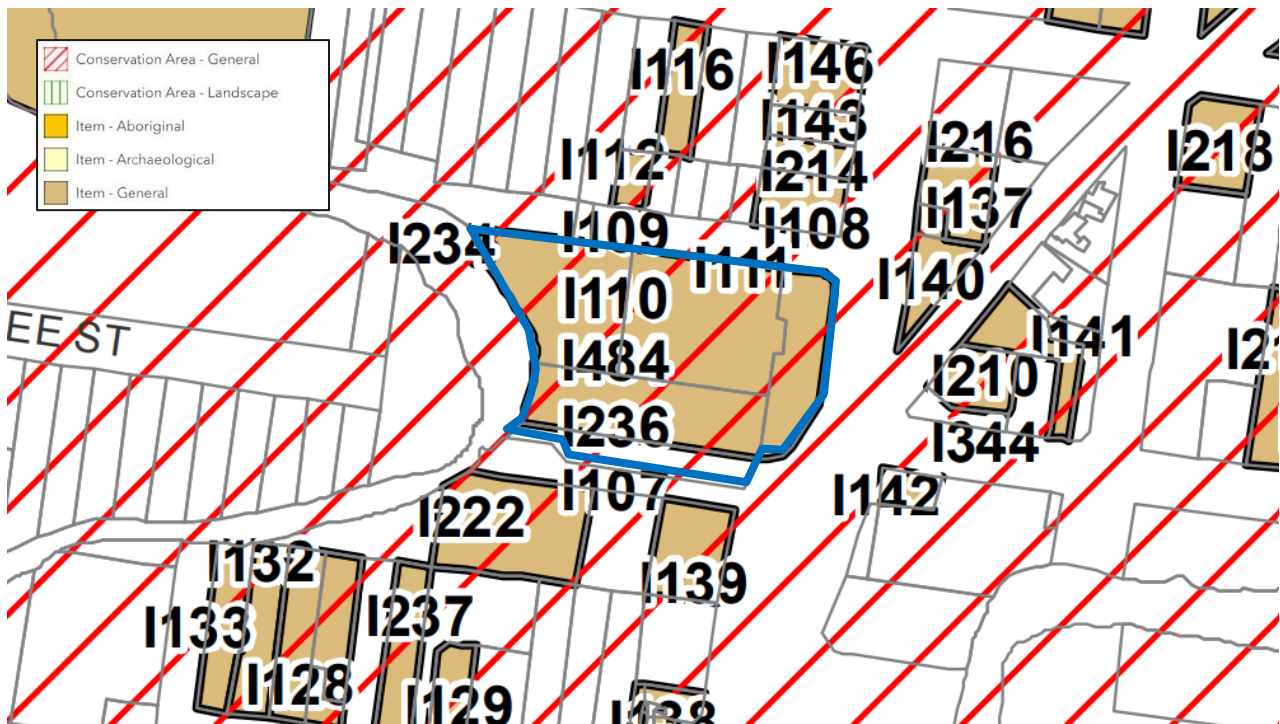 Conservation Area - General
Conservation Area - Landscape
Item - Aboriginal
Item - Archaeological
Item - General
I116
I146
I143
I112
I214
I216
I218
I137
I109
I108
I234
I111
I140
I110
EE ST
I141
I484
I210
I236
I344
I107
I142
I222
I132
I139
I237
I133
I128
I129
I138